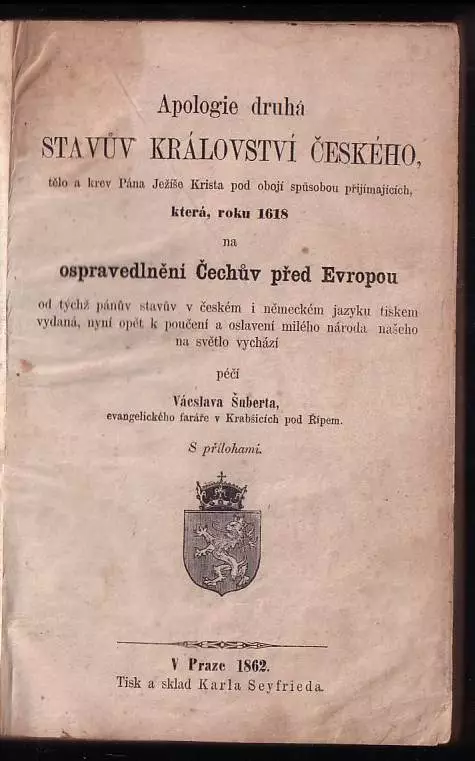 Apologie druhá
STAVŮV KRÁLOVSTVÍ ČESKÉHO,
tělo a krev Pána Ježíše Krista pod obojí spůsobou přijímajících,
která, roku 1618
na
ospravedlnění Čechův před Evropou
od týchž pánův stavův v českém i německém jazyku tiskem
vydaná, nyní opět k poučení a oslavení milého národa našeho
na světlo vychází
péčí
Vácslava Šuberta,
evangelického faráře v Krabšicích pod Řípem.
S přílohami.
V Praze 1862.
Tisk a sklad Karla Seyfrieda.